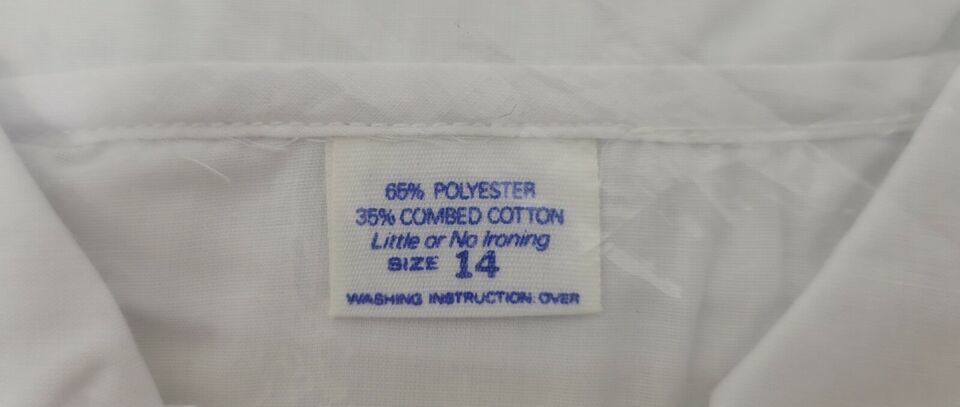 65% POLYESTER
35% COMBED COTTON
Little or No Ironing
SIZE 14
WASHING INSTRUCTION: OVER